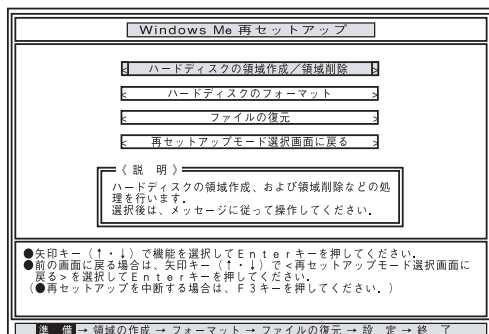 Windows Me 再セットアップ
< ハードディスクの領域作成／領域削除 >
< ハードディスクのフォーマット >
< ファイルの復元 >
< 再セットアップモード選択画面に戻る >
《 説　明 》
ハードディスクの領域作成、および領域削除などの処
理を行います．
選択後は、メッセージに従って操作してください．
●矢印キー（↑・↓）で機能を選択してＥｎｔｅｒキーを押してください．
●前の画面に戻る場合は、矢印キー（↑・↓）で＜再セットアップモード選択画面に
戻る＞を選択してＥｎｔｅｒキーを押してください．
（●再セットアップを中断する場合は、Ｆ３キーを押してください．）
準　備 → 領域の作成 → フォーマット → ファイルの復元 → 設　定 → 終　了